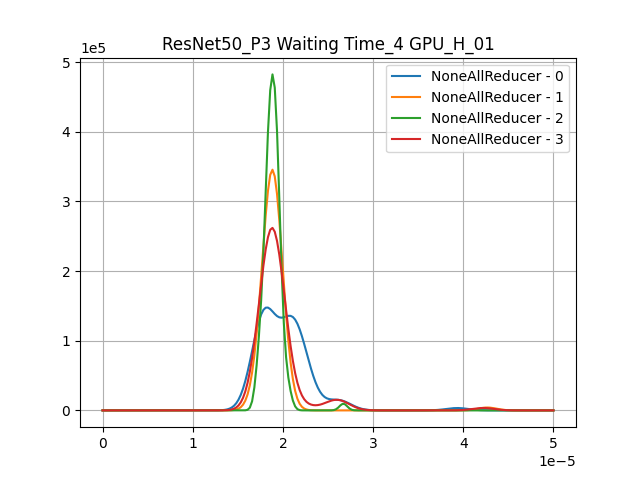 ResNet50_P3 Waiting Time_4 GPU_H_01
1e5
5
4
3
2
1
0
NoneAllReducer - 0
NoneAllReducer - 1
NoneAllReducer - 2
NoneAllReducer - 3
0 1 2 3 4 5
1e−5